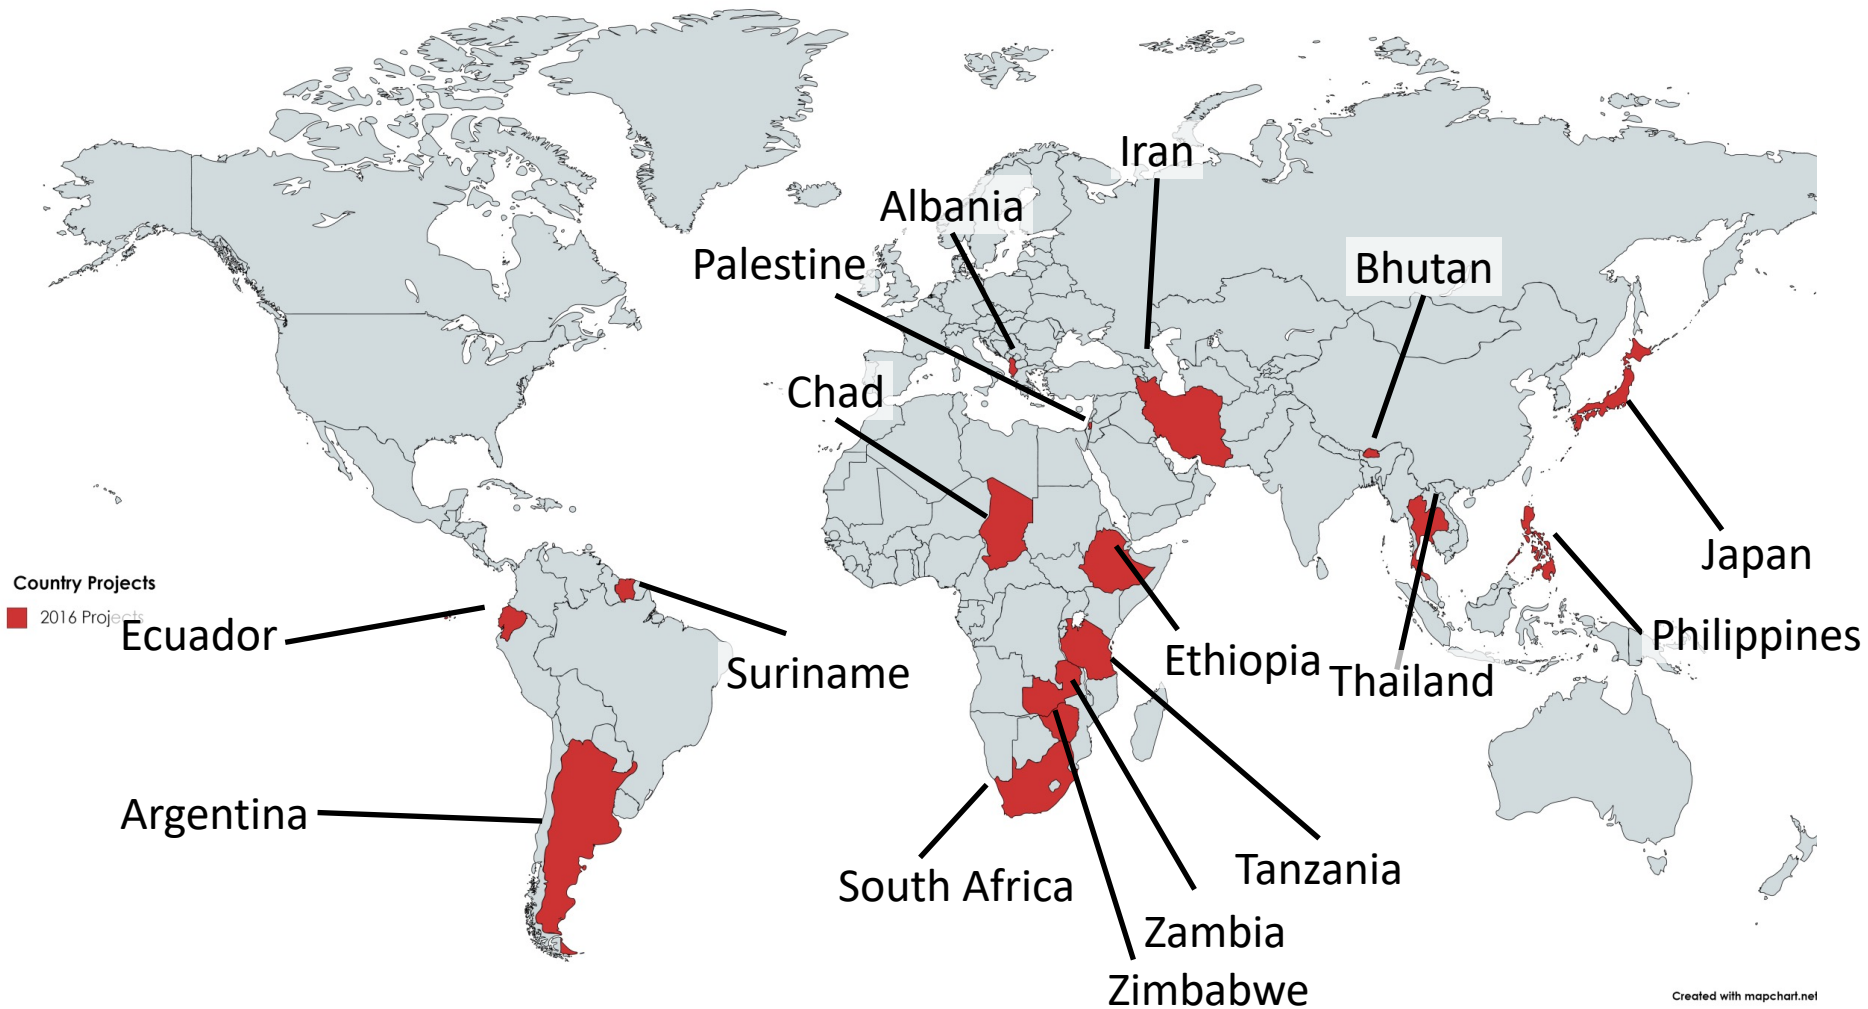 Iran
Albania
Palestine
Bhutan
Chad
Japan
Country Projects
2016 Projects
Ecuador
Suriname
Ethiopia
Thailand
Philippines
Argentina
South Africa
Tanzania
Zambia
Zimbabwe
Created with mapchart.net